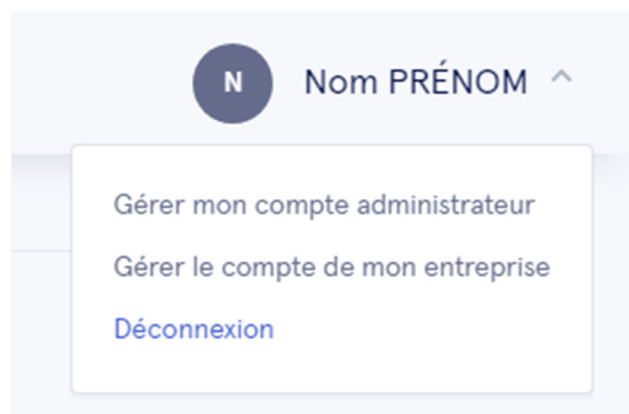 N
Nom PRÉNOM
Gérer mon compte administrateur
Gérer le compte de mon entreprise
Déconnexion